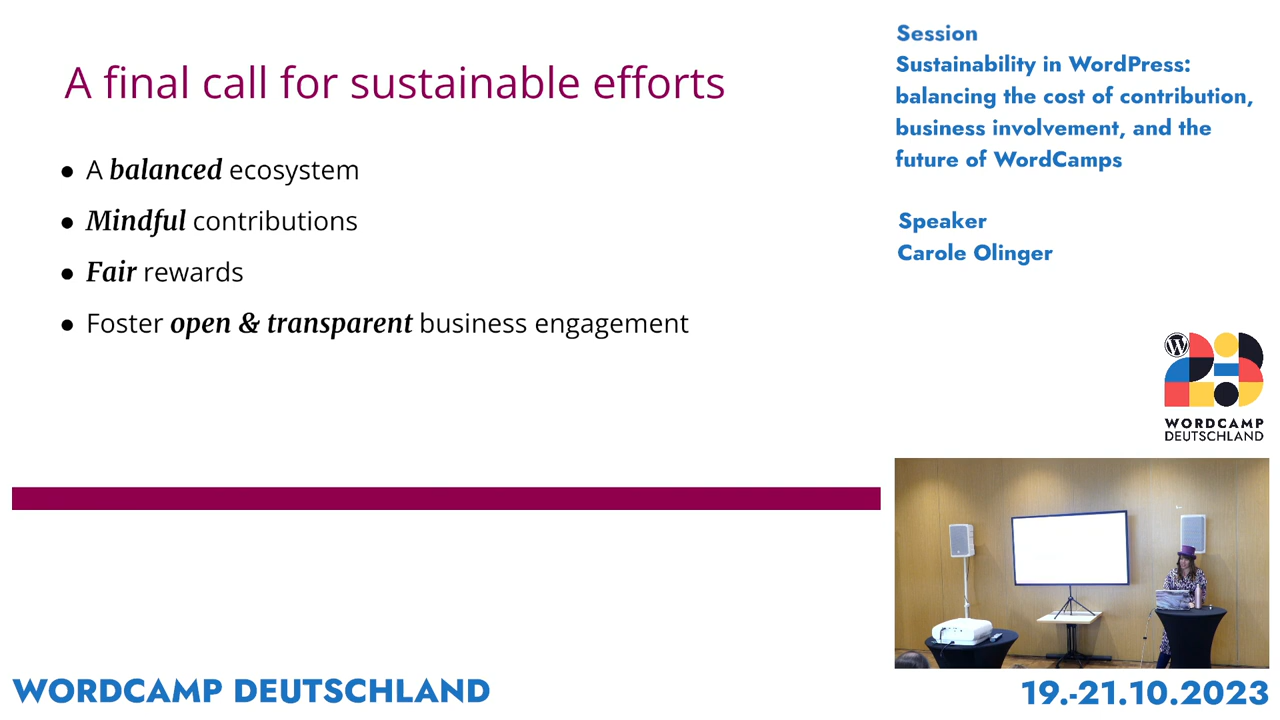 A final call for sustainable efforts
● A balanced ecosystem
● Mindful contributions
● Fair rewards
● Foster open & transparent business engagement
Session
Sustainability in WordPress:
balancing the cost of contribution,
business involvement, and the
future of WordCamps
Speaker
Carole Olinger
W
WORDCAMP
DEUTSCHLAND
WORDCAMP DEUTSCHLAND
19.-21.10.2023